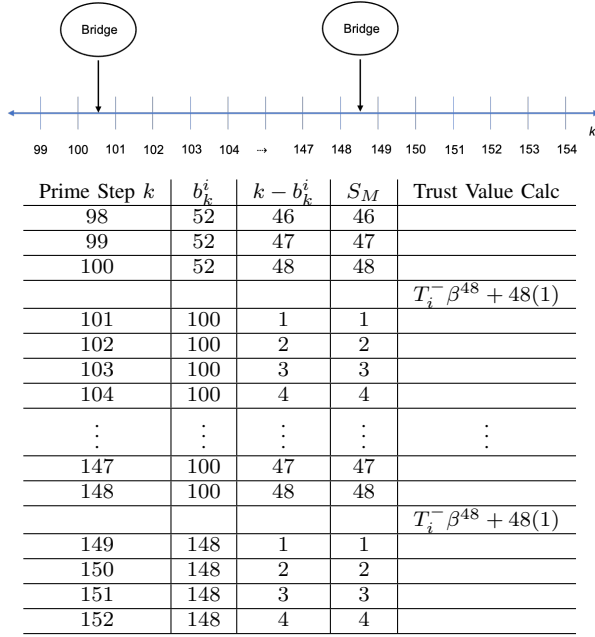 Bridge Bridge
k
99 100 101 102 103 104 ⇢ 147 148 149 150 151 152 153 154
Prime Step k b_k^i k − b_k^i S_M Trust Value Calc
98 52 46 46
99 52 47 47
100 52 48 48
T_i^- β^48 + 48(1)
101 100 1 1
102 100 2 2
103 100 3 3
104 100 4 4
⋮ ⋮ ⋮ ⋮ ⋮
147 100 47 47
148 100 48 48
T_i^- β^48 + 48(1)
149 148 1 1
150 148 2 2
151 148 3 3
152 148 4 4